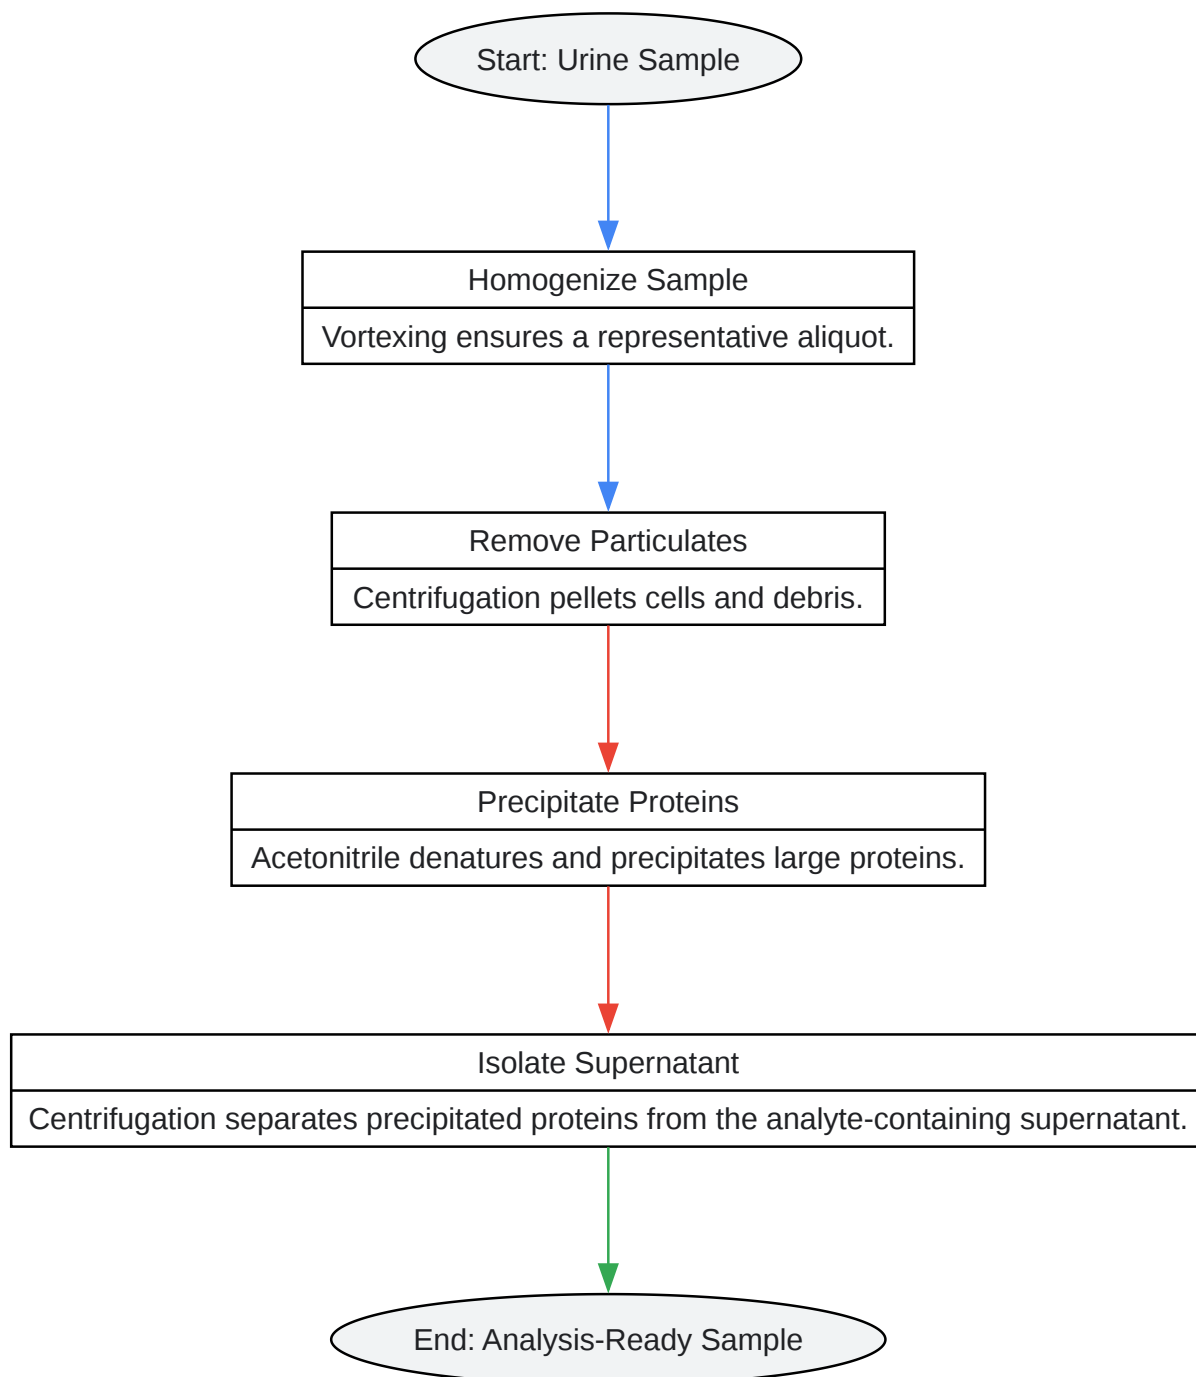 Start: Urine Sample
Homogenize Sample
Vortexing ensures a representative aliquot.
Remove Particulates
Centrifugation pellets cells and debris.
Precipitate Proteins
Acetonitrile denatures and precipitates large proteins.
Isolate Supernatant
Centrifugation separates precipitated proteins from the analyte-containing supernatant.
End: Analysis-Ready Sample